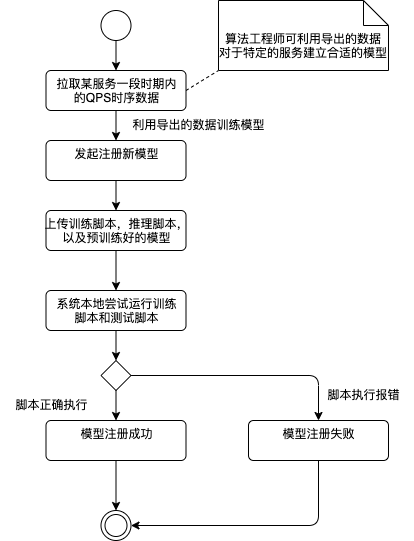 算法工程师可利用导出的数据
对于特定的服务建立合适的模型
拉取某服务一段时期内
的QPS时序数据
利用导出的数据训练模型
发起注册新模型
上传训练脚本，推理脚本，
以及预训练好的模型
系统本地尝试运行训练
脚本和测试脚本
脚本正确执行
脚本执行报错
模型注册成功
模型注册失败